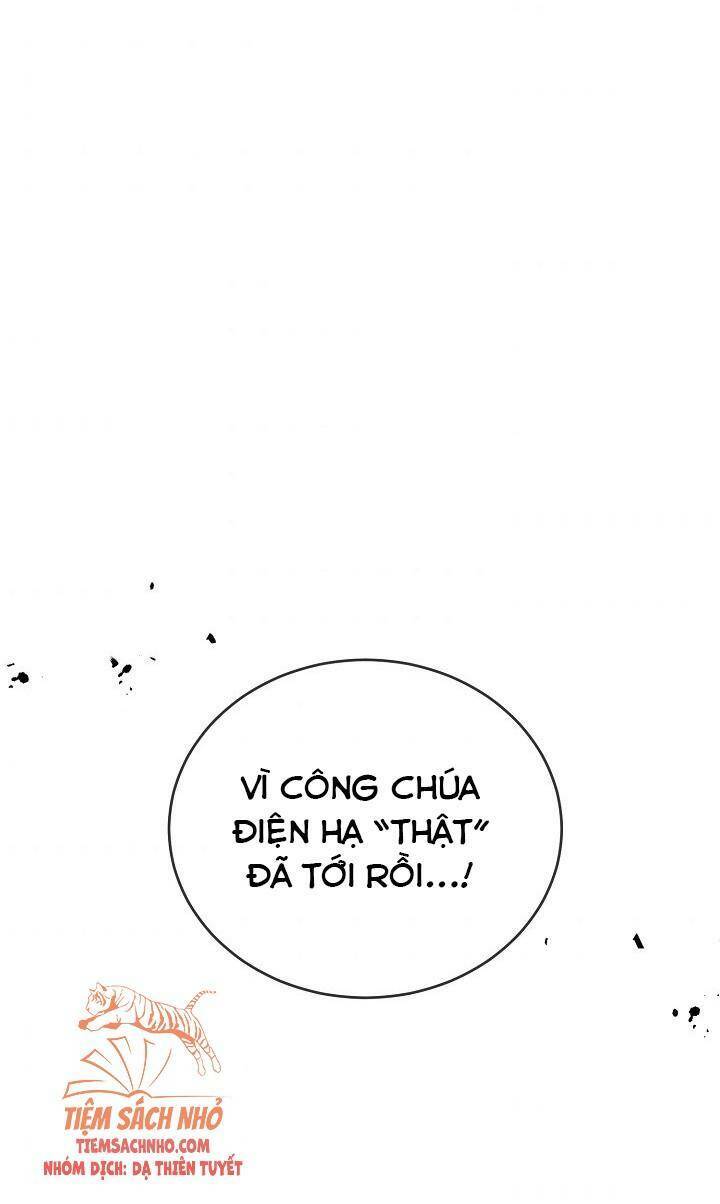 VÌ CÔNG CHÚA
ĐIỆN HẠ “THẬT”
ĐÃ TỚI RỒI...!
TIỆM SÁCH NHỎ
TIEMSACHNHO.COM
NHÓM DỊCH: DẠ THIÊN TUYẾT